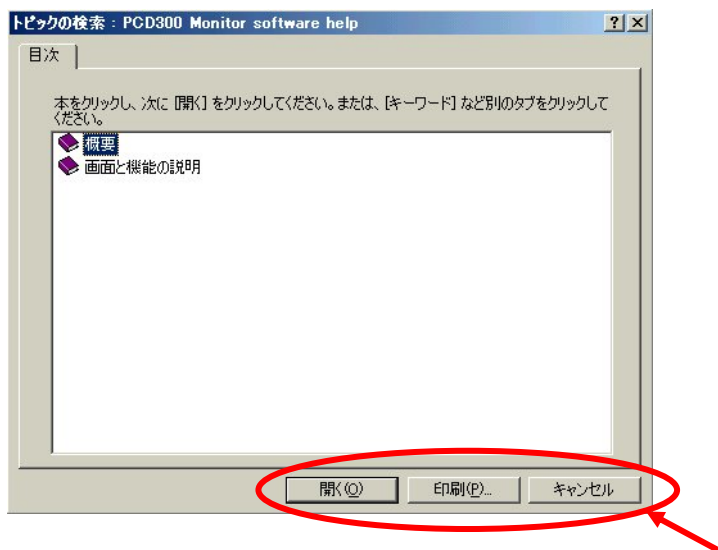 トピックの検索 : PCD300 Monitor software help
目次
本をクリックし、次に [開く] をクリックしてください。または、[キーワード] など別のタブをクリックして
ください。
概要
画面と機能の説明
開く(O) 印刷(P)... キャンセル